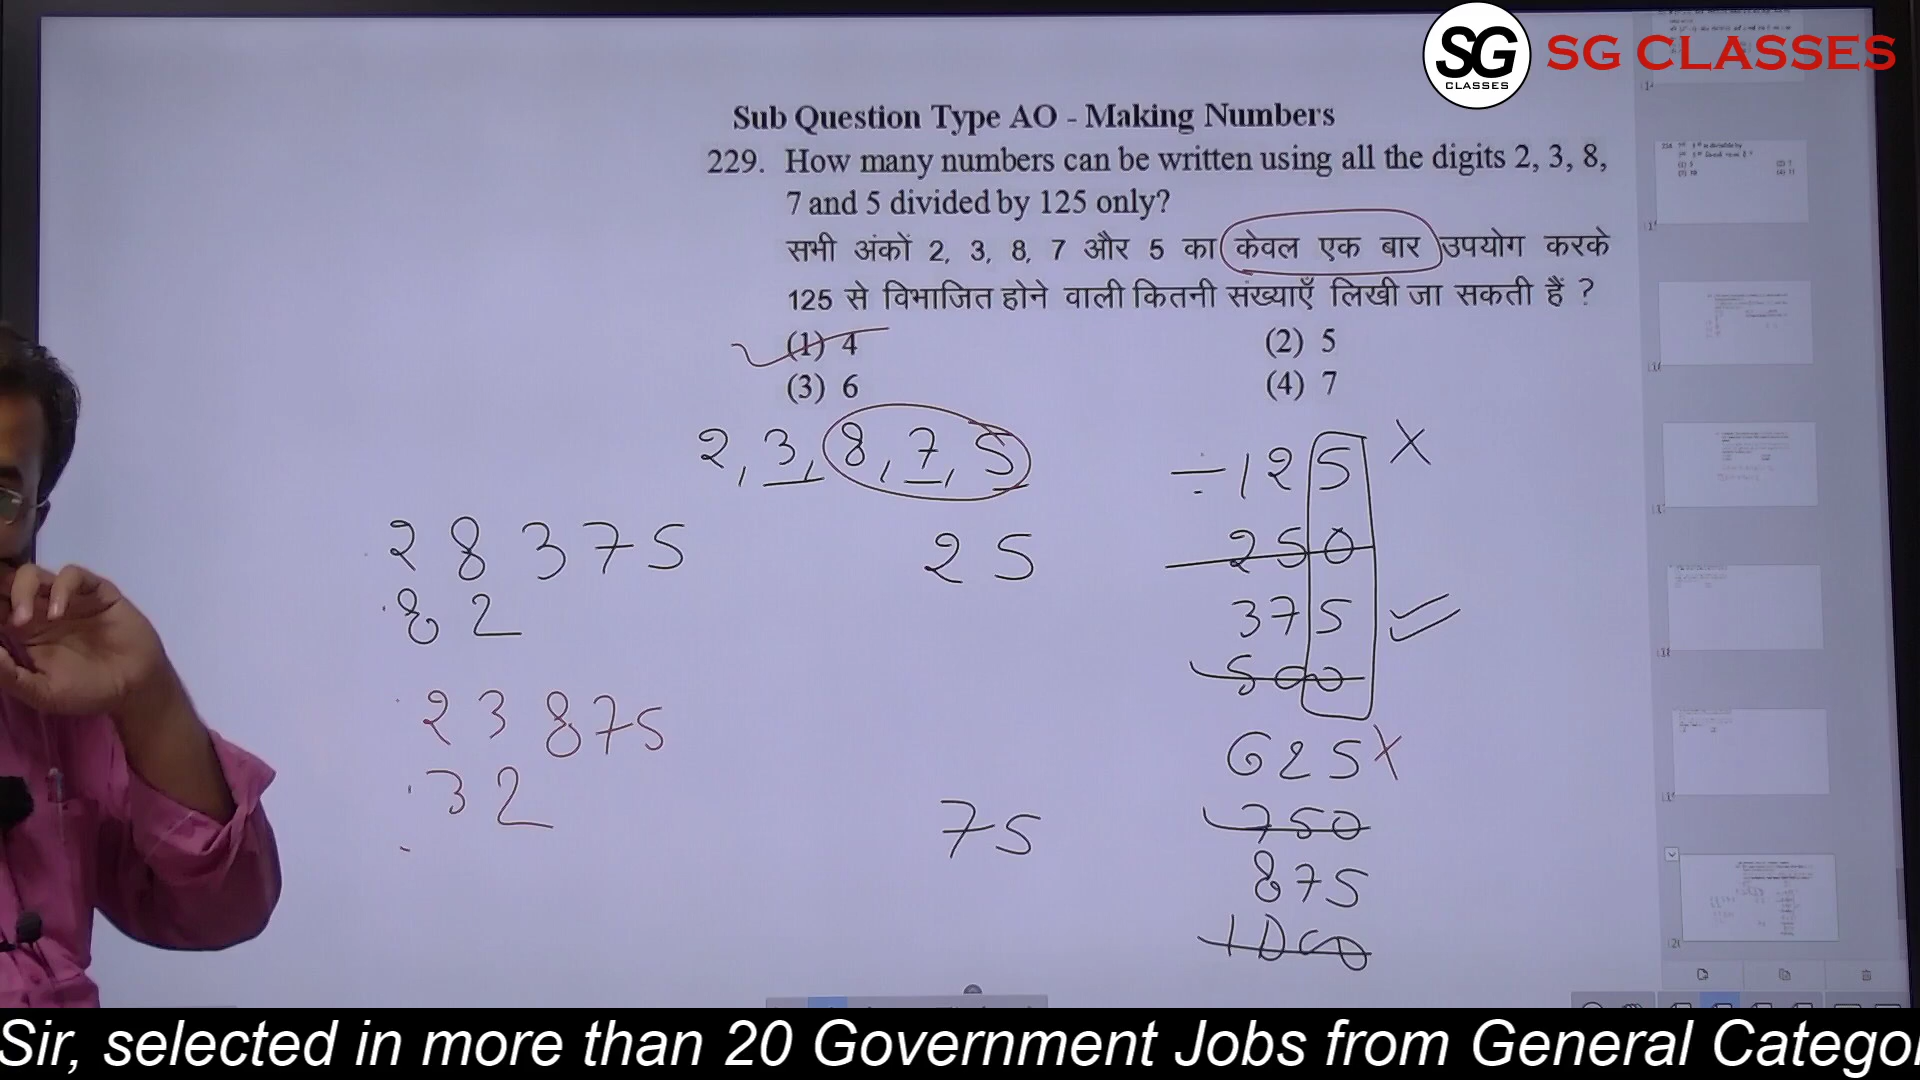 SG
CLASSES
SG CLASSES
Sub Question Type AO - Making Numbers
229. How many numbers can be written using all the digits 2, 3, 8,
7 and 5 divided by 125 only?
सभी अंकों 2, 3, 8, 7 और 5 का केवल एक बार उपयोग करके
125 से विभाजित होने वाली कितनी संख्याएँ लिखी जा सकती हैं ?
(1) 4
(2) 5
(3) 6
(4) 7
2, 3, 8, 7, 5
÷125 X
28375
25
250
82
375
500
23875
625 X
32
75
750
875
1000
Sir, selected in more than 20 Government Jobs from General Catego